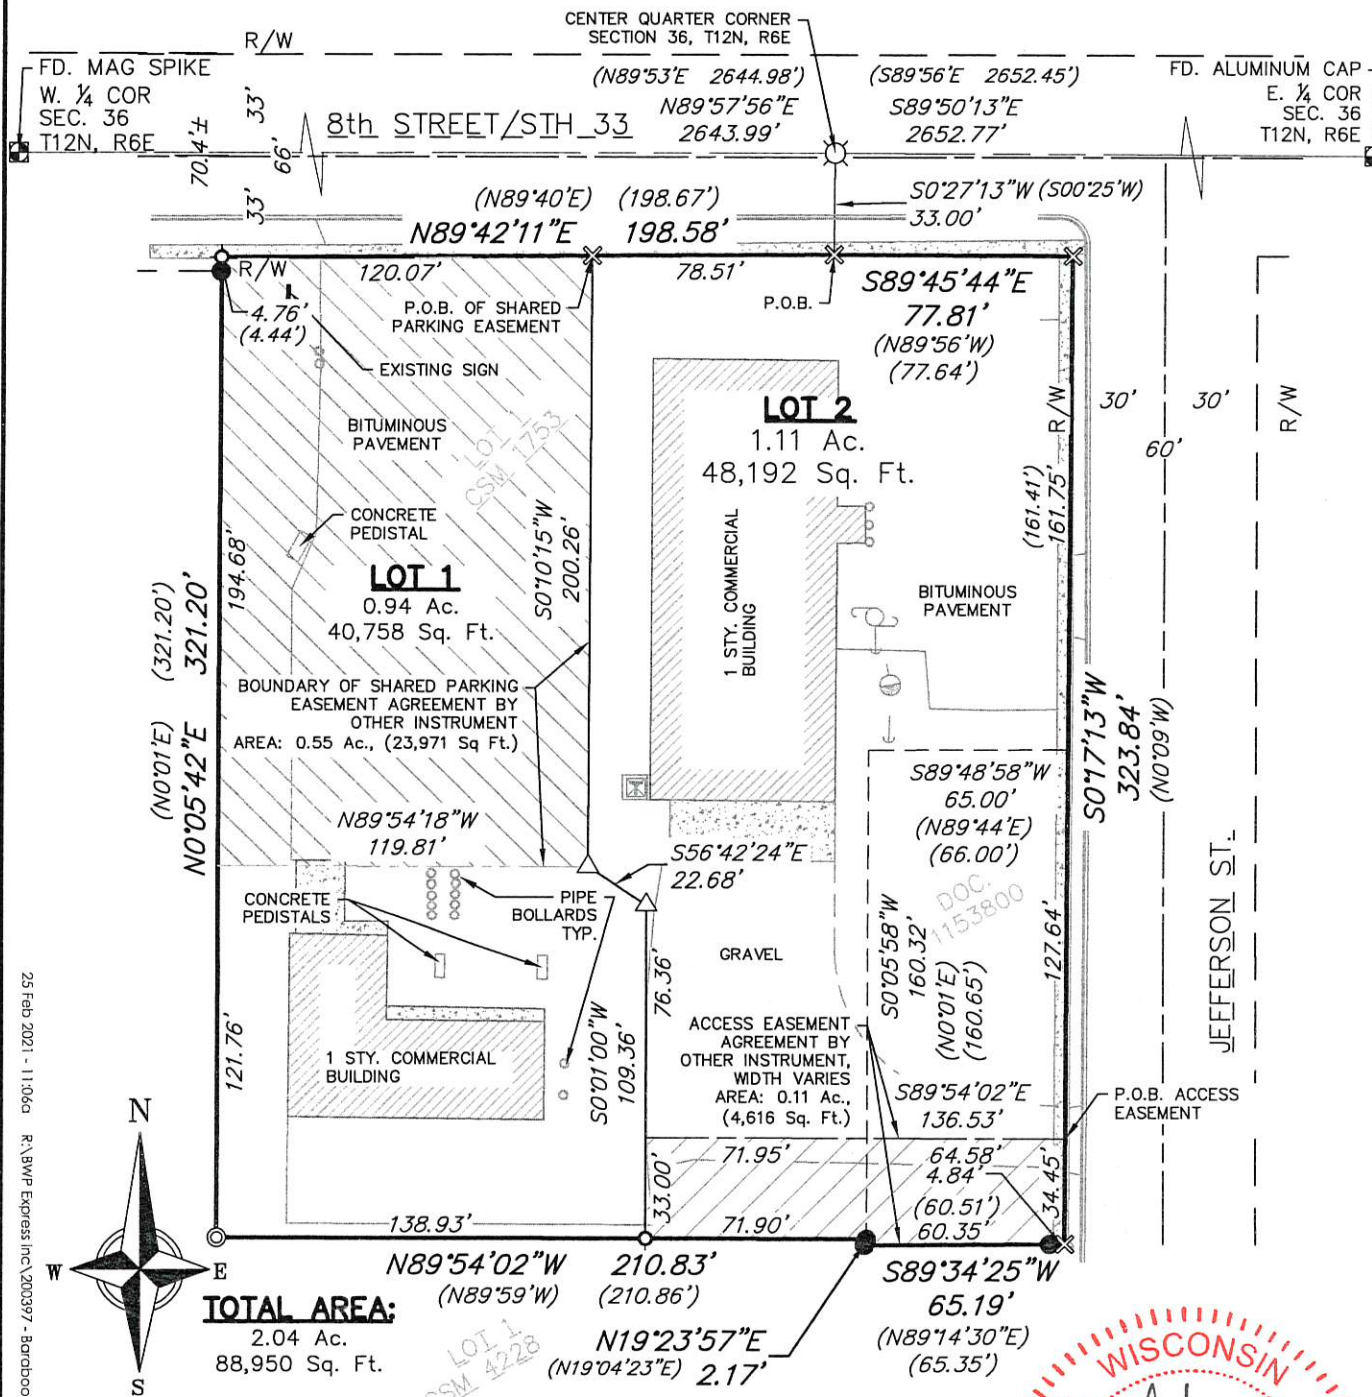 CENTER QUARTER CORNER
SECTION 36, T12N, R6E
R/W
FD. MAG SPIKE
W. ¼ COR
SEC. 36
T12N, R6E
70.4'±
33'
66'
33'
8th STREET/STH 33
(N89°53'E 2644.98')
N89°57'56"E
2643.99'
(S89°56'E 2652.45')
S89°50'13"E
2652.77'
FD. ALUMINUM CAP
E. ¼ COR
SEC. 36
T12N, R6E
(N89°40'E) (198.67')
N89°42'11"E 198.58'
S0°27'13"W (S00°25'W)
33.00'
R/W
120.07'
78.51'
4.76'
(4.44')
P.O.B. OF SHARED
PARKING EASEMENT
P.O.B.
S89°45'44"E
77.81'
(N89°56'W)
(77.64')
EXISTING SIGN
BITUMINOUS
PAVEMENT
LOT
CSM 1753
LOT 2
1.11 Ac.
48,192 Sq. Ft.
R/W
30'
30'
60'
R/W
(161.41')
161.75'
CONCRETE
PEDISTAL
LOT 1
0.94 Ac.
40,758 Sq. Ft.
194.68'
(321.20')
321.20'
(N0°01'E)
N0°05'42"E
S0°10'15"W
200.26'
1 STY. COMMERCIAL
BUILDING
BITUMINOUS
PAVEMENT
BOUNDARY OF SHARED PARKING
EASEMENT AGREEMENT BY
OTHER INSTRUMENT
AREA: 0.55 Ac., (23,971 Sq Ft.)
S0°17'13"W
323.84'
(N0°09'W)
S89°48'58"W
65.00'
(N89°44'E)
(66.00')
N89°54'18"W
119.81'
S56°42'24"E
22.68'
DOC.
1153800
CONCRETE
PEDISTALS
PIPE
BOLLARDS
TYP.
GRAVEL
S0°05'58"W
160.32'
(N0°01'E)
(160.65')
127.64'
JEFFERSON ST.
76.36'
S0°01'00"W
109.36'
121.76'
1 STY. COMMERCIAL
BUILDING
ACCESS EASEMENT
AGREEMENT BY
OTHER INSTRUMENT,
WIDTH VARIES
AREA: 0.11 Ac.,
(4,616 Sq. Ft.)
S89°54'02"E
136.53'
P.O.B. ACCESS
EASEMENT
71.95'
64.58'
4.84'
(60.51')
60.35'
33.00'
34.45'
138.93'
71.90'
N89°54'02"W 210.83'
(N89°59'W) (210.86')
S89°34'25"W
65.19'
(N89°14'30"E)
(65.35')
N19°23'57"E
(N19°04'23"E) 2.17'
N
W
E
S
TOTAL AREA:
2.04 Ac.
88,950 Sq. Ft.
LOT 1
CSM 4228
WISCONSIN
25 Feb 2021 - 11:06a R:\BWP Express Inc\200397 - Baraboo